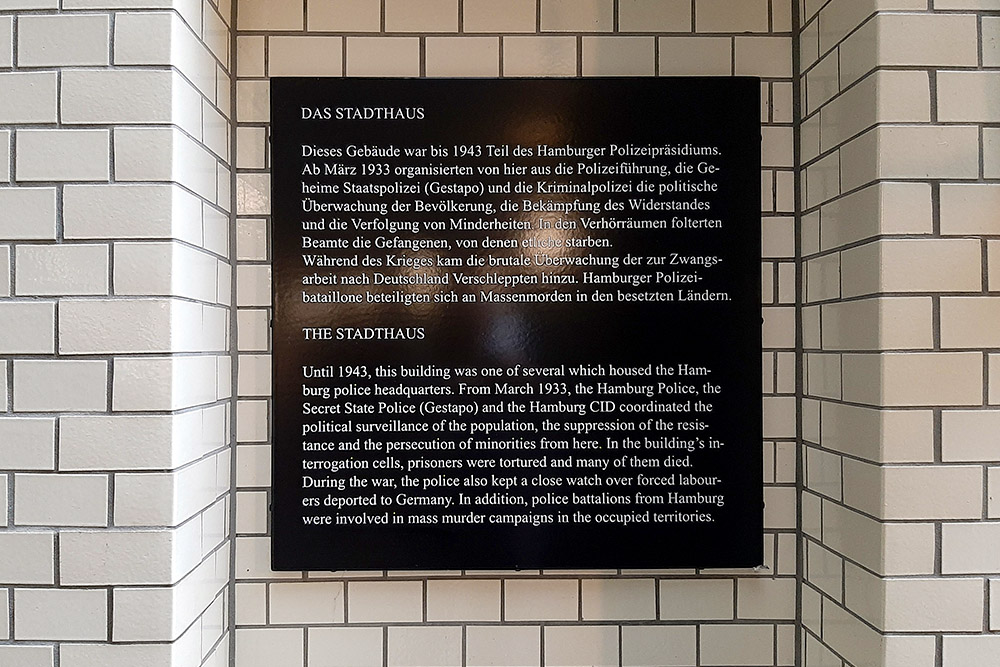 DAS STADTHAUS
Dieses Gebäude war bis 1943 Teil des Hamburger Polizeipräsidiums.
Ab März 1933 organisierten von hier aus die Polizeiführung, die Ge-
heime Staatspolizei (Gestapo) und die Kriminalpolizei die politische
Überwachung der Bevölkerung, die Bekämpfung des Widerstandes
und die Verfolgung von Minderheiten. In den Verhörräumen folterten
Beamte die Gefangenen, von denen etliche starben.
Während des Krieges kam die brutale Überwachung der zur Zwangs-
arbeit nach Deutschland Verschleppten hinzu. Hamburger Polizei-
bataillone beteiligten sich an Massenmorden in den besetzten Ländern.
THE STADTHAUS
Until 1943, this building was one of several which housed the Ham-
burg police headquarters. From March 1933, the Hamburg Police, the
Secret State Police (Gestapo) and the Hamburg CID coordinated the
political surveillance of the population, the suppression of the resis-
tance and the persecution of minorities from here. In the building's in-
terrogation cells, prisoners were tortured and many of them died.
During the war, the police also kept a close watch over forced labour-
ers deported to Germany. In addition, police battalions from Hamburg
were involved in mass murder campaigns in the occupied territories.